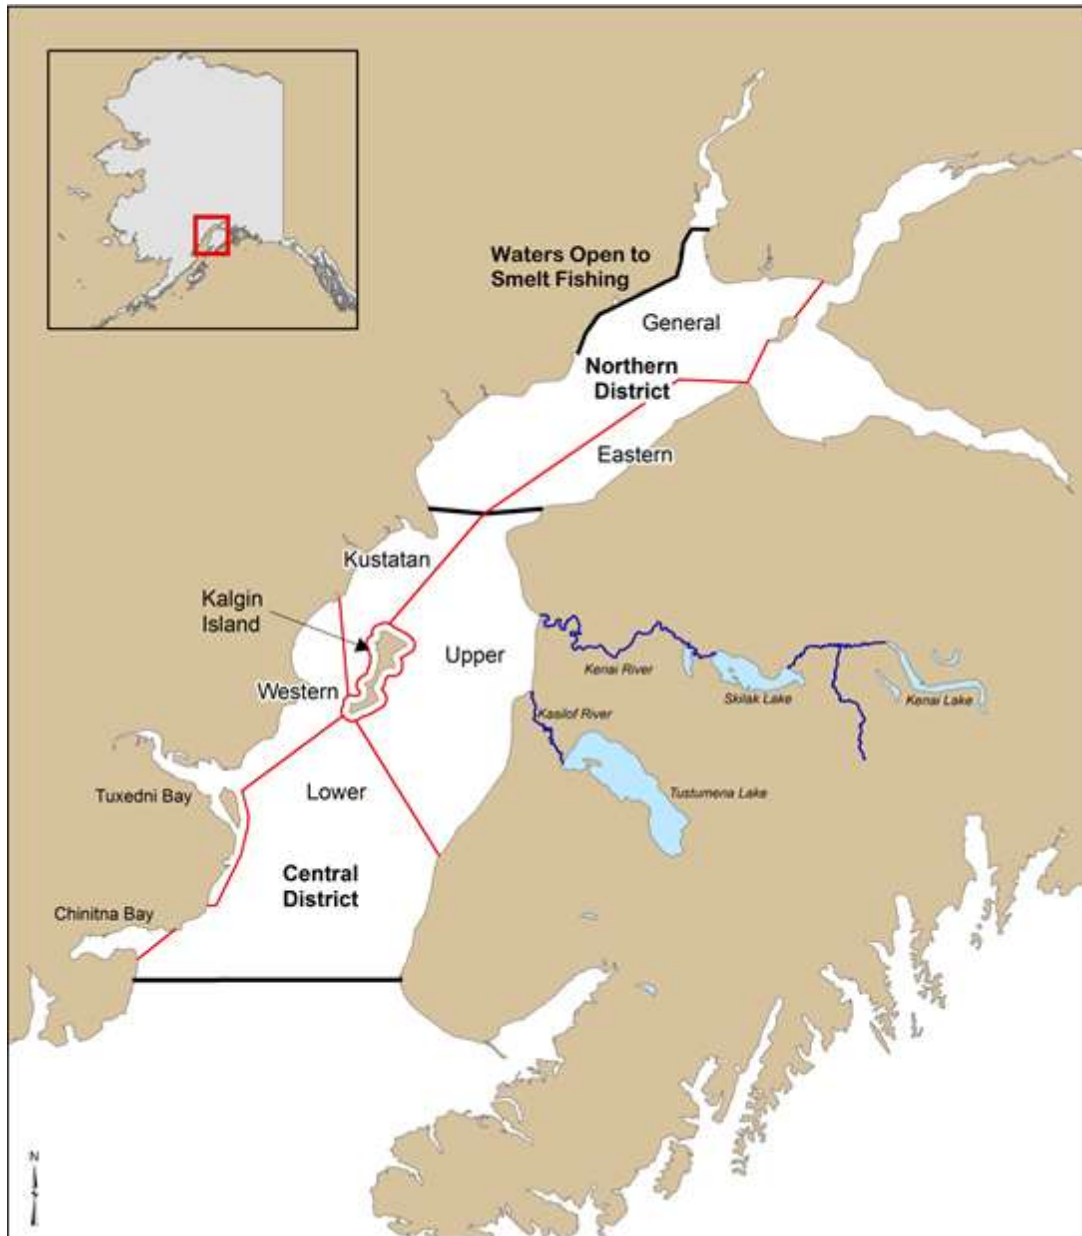 Waters Open to
Smelt Fishing
General
Northern
District
Eastern
Kustatan
Kalgin
Island
Upper
Kenai River
Skilak Lake
Kenai Lake
Western
Kasilof River
Tuxedni Bay
Lower
Tustumena Lake
Central
District
Chinitna Bay
N